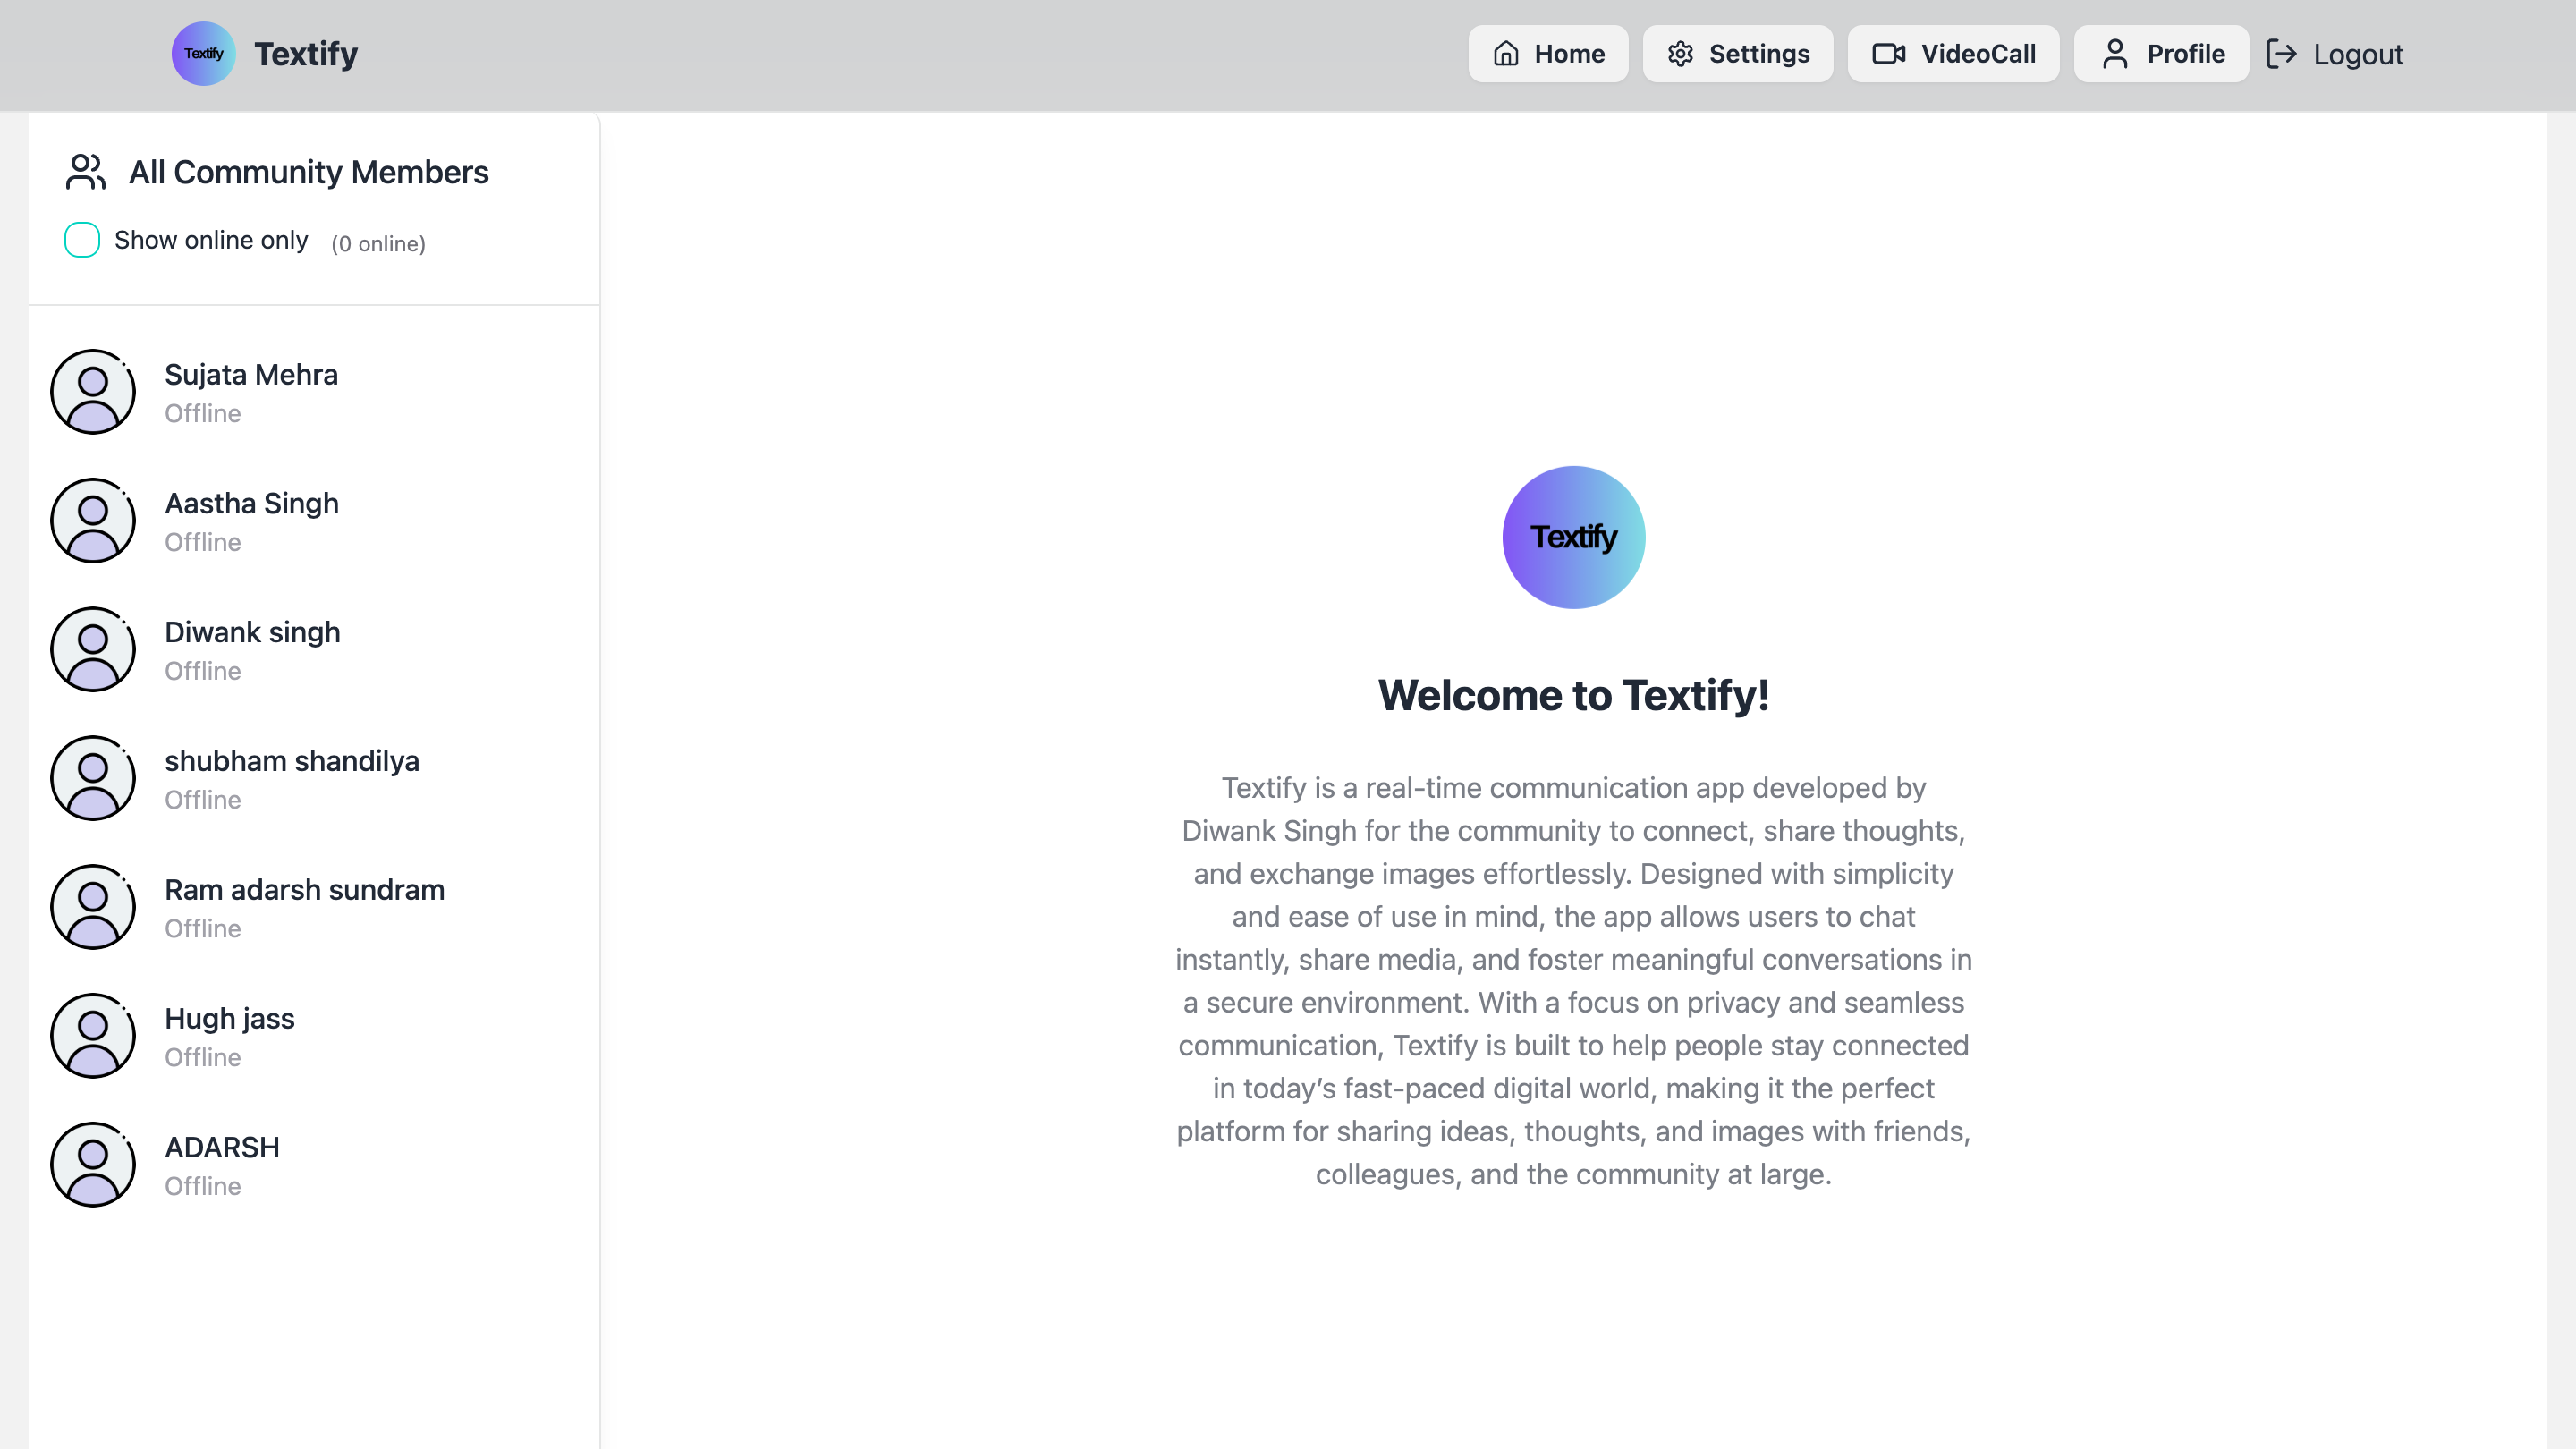 Textify
Textify
Home
Settings
VideoCall
Profile
Logout
All Community Members
Show online only (0 online)
Sujata Mehra
Offline
Aastha Singh
Offline
Diwank singh
Offline
shubham shandilya
Offline
Ram adarsh sundram
Offline
Hugh jass
Offline
ADARSH
Offline
Textify
Welcome to Textify!
Textify is a real-time communication app developed by
Diwank Singh for the community to connect, share thoughts,
and exchange images effortlessly. Designed with simplicity
and ease of use in mind, the app allows users to chat
instantly, share media, and foster meaningful conversations in
a secure environment. With a focus on privacy and seamless
communication, Textify is built to help people stay connected
in today’s fast-paced digital world, making it the perfect
platform for sharing ideas, thoughts, and images with friends,
colleagues, and the community at large.